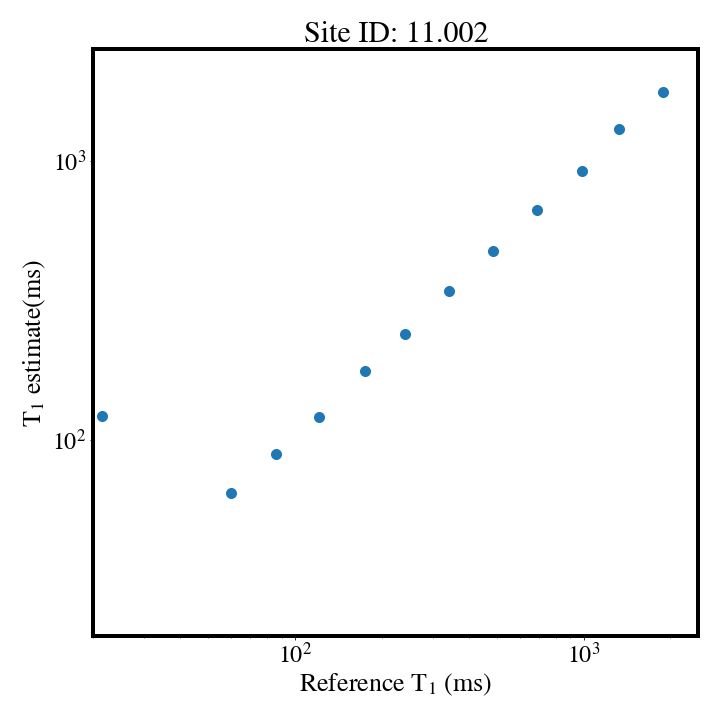 Site ID: 11.002
T₁ estimate(ms)
10³
10²
10² 10³
Reference T₁ (ms)